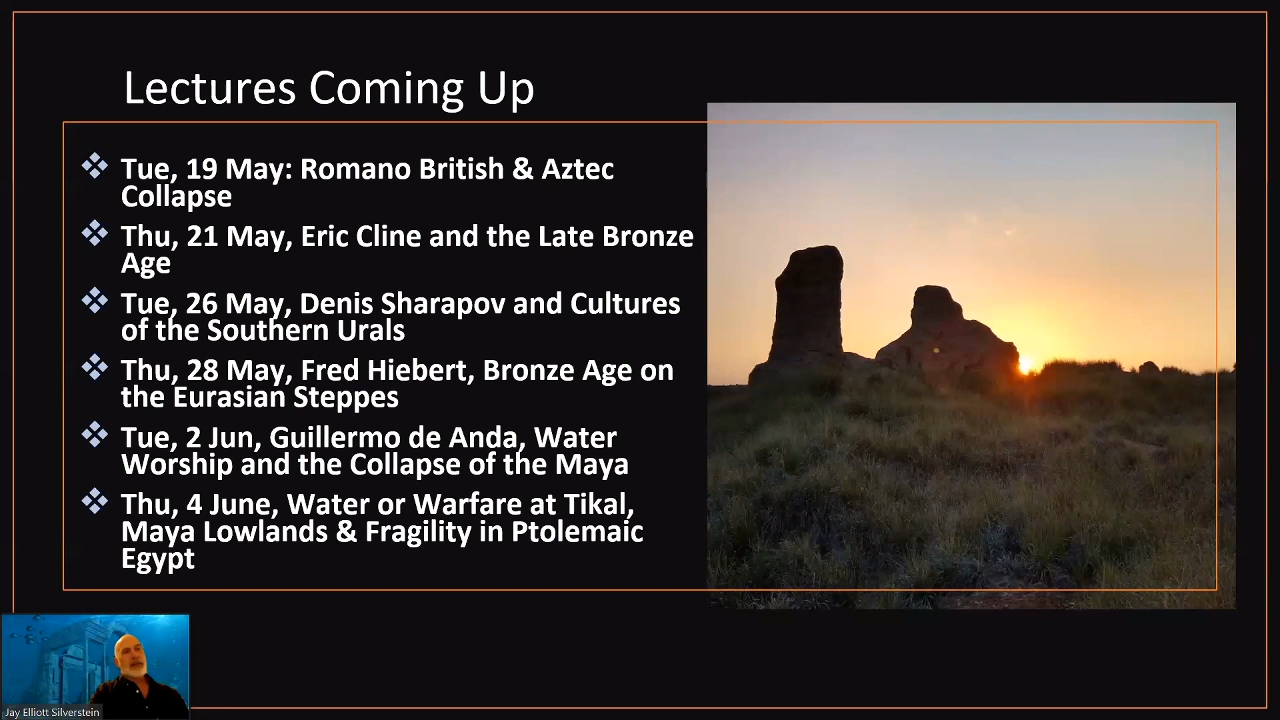 Lectures Coming Up
Tue, 19 May: Romano British & Aztec
Collapse
Thu, 21 May, Eric Cline and the Late Bronze
Age
Tue, 26 May, Denis Sharapov and Cultures
of the Southern Urals
Thu, 28 May, Fred Hiebert, Bronze Age on
the Eurasian Steppes
Tue, 2 Jun, Guillermo de Anda, Water
Worship and the Collapse of the Maya
Thu, 4 June, Water or Warfare at Tikal,
Maya Lowlands & Fragility in Ptolemaic
Egypt
Jay Elliott Silverstein